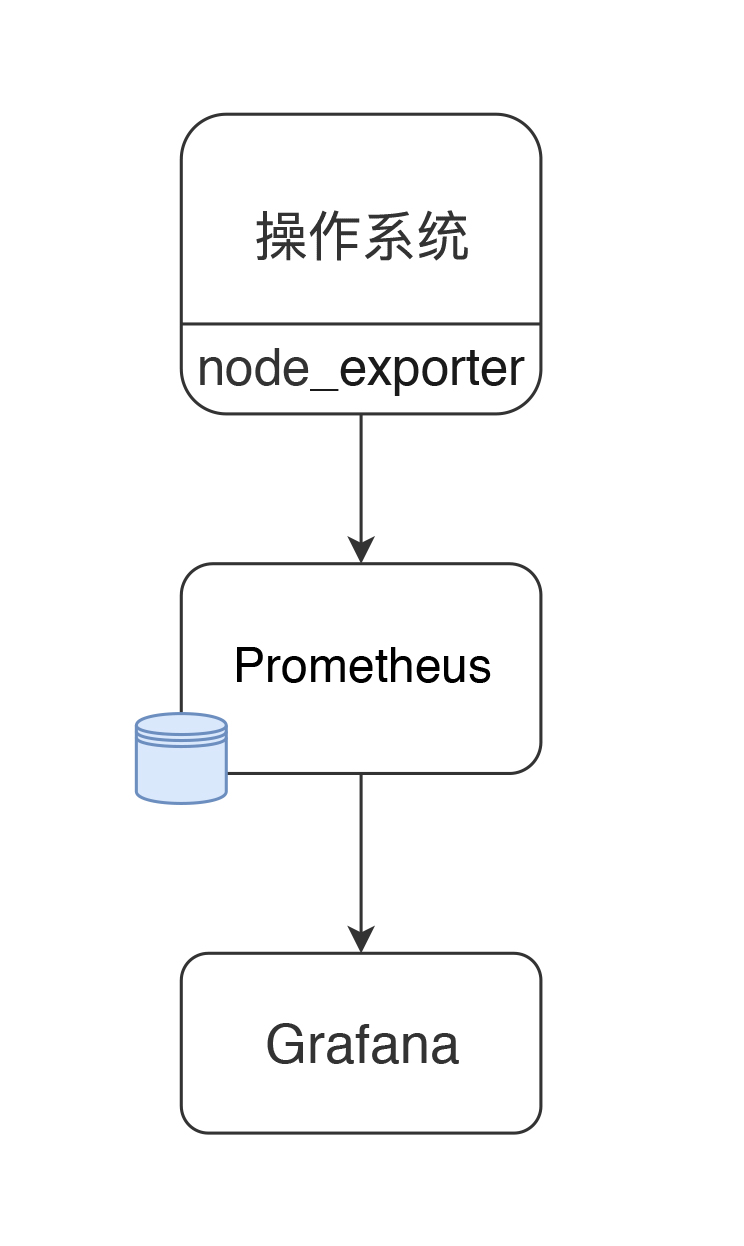 操作系统
node_exporter
Prometheus
Grafana